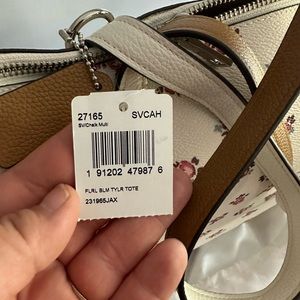 27165 SVCAH
SV/Chalk Multi
1 91202 47987 6
FLRL BLM TYLR TOTE
231965JAX